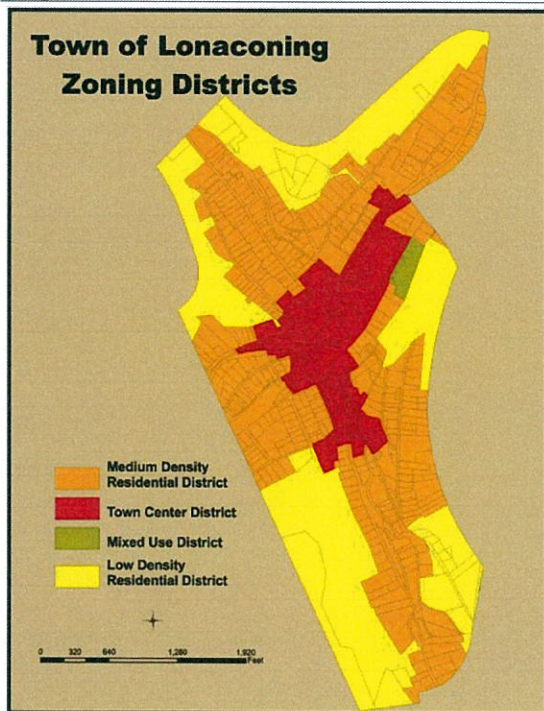 Town of Lonaconing
Zoning Districts
Medium Density
Residential District
Town Center District
Mixed Use District
Low Density
Residential District
0 320 640 1,280 1,920
Feet